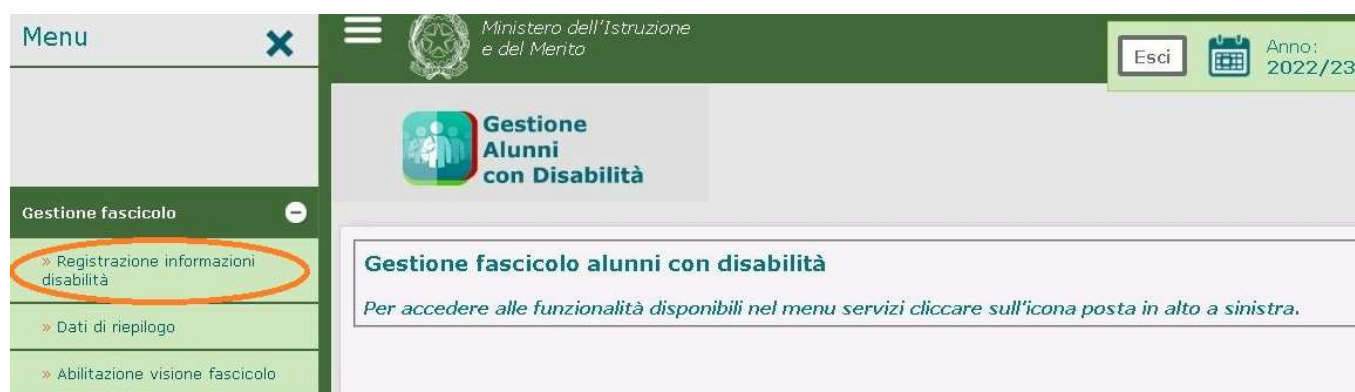 Menu
Ministero dell'Istruzione
e del Merito
Esci
Anno:
2022/23
Gestione
Alunni
con Disabilità
Gestione fascicolo
» Registrazione informazioni
disabilità
» Dati di riepilogo
» Abilitazione visione fascicolo
Gestione fascicolo alunni con disabilità
Per accedere alle funzionalità disponibili nel menu servizi cliccare sull'icona posta in alto a sinistra.